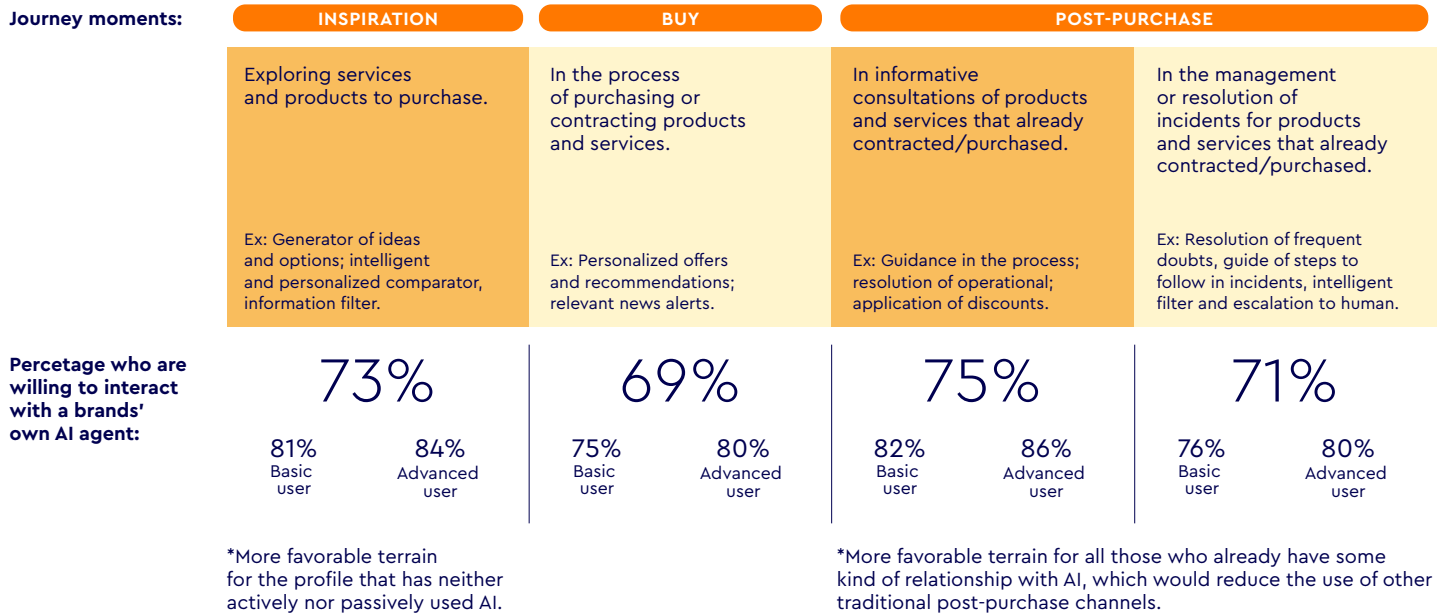 Journey moments:
INSPIRATION
BUY
POST-PURCHASE
Exploring services
and products to purchase.
Ex: Generator of ideas
and options; intelligent
and personalized comparator,
information filter.
In the process
of purchasing or
contracting products
and services.
Ex: Personalized offers
and recommendations;
relevant news alerts.
In informative
consultations of products
and services that already
contracted/purchased.
Ex: Guidance in the process;
resolution of operational;
application of discounts.
In the management
or resolution of
incidents for products
and services that already
contracted/purchased.
Ex: Resolution of frequent
doubts, guide of steps to
follow in incidents, intelligent
filter and escalation to human.
Percetage who are
willing to interact
with a brands'
own AI agent:
73%
81%
Basic
user
84%
Advanced
user
69%
75%
Basic
user
80%
Advanced
user
75%
82%
Basic
user
86%
Advanced
user
71%
76%
Basic
user
80%
Advanced
user
*More favorable terrain
for the profile that has neither
actively nor passively used AI.
*More favorable terrain for all those who already have some
kind of relationship with AI, which would reduce the use of other
traditional post-purchase channels.